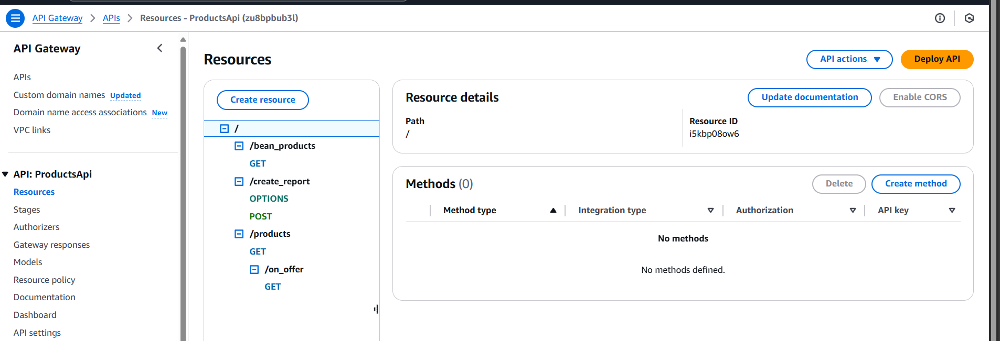 API Gateway > APIs > Resources - ProductsApi (zu8bpbub3l)
API Gateway
APIs
Custom domain names Updated
Domain name access associations New
VPC links
API: ProductsApi
Resources
Stages
Authorizers
Gateway responses
Models
Resource policy
Documentation
Dashboard
API settings
Resources
API actions
Deploy API
Create resource
/
/bean_products
GET
/create_report
OPTIONS
POST
/products
GET
/on_offer
GET
Resource details
Update documentation
Enable CORS
Path
/
Resource ID
i5kbp08ow6
Methods (0)
Delete
Create method
Method type Integration type Authorization API key
No methods
No methods defined.